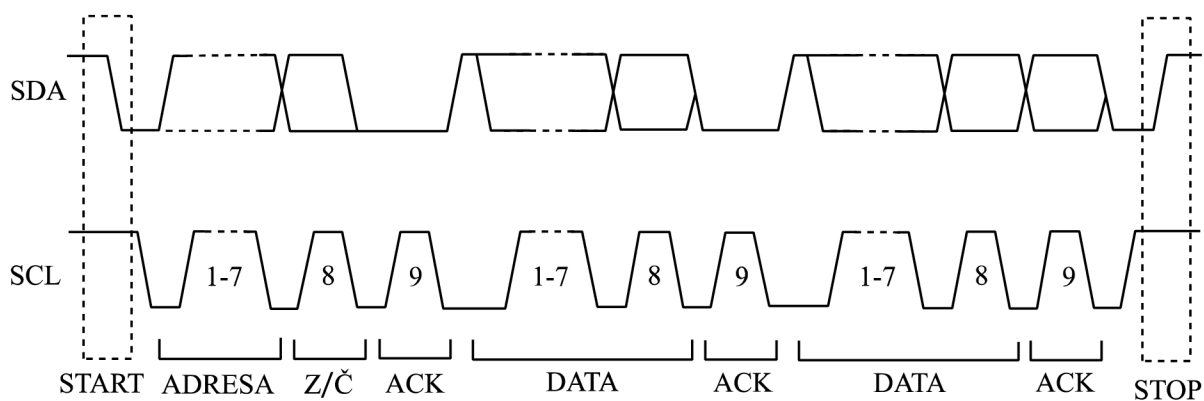 SDA
SCL
1-7 8 9 1-7 8 9 1-7 8 9
START ADRESA Z/Č ACK DATA ACK DATA ACK STOP